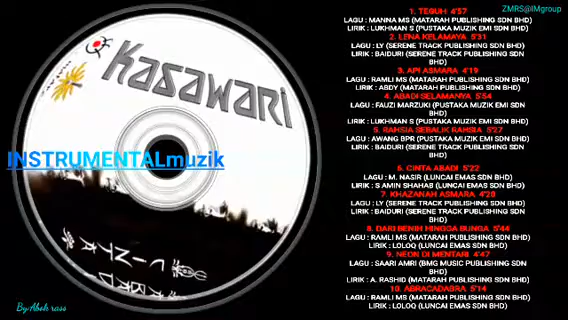 ZMRS@IMgroup
Kasawari
INSTRUMENTALmuzik
By:Abok rass
1. TEGUH 4'57
LAGU : MANNA MS (MATARAH PUBLISHING SDN BHD)
LIRIK : LUKHMAN S (PUSTAKA MUZIK EMI SDN BHD)
2. LENA KELAMAYA 5'31
LAGU : LY (SERENE TRACK PUBLISHING SDN BHD)
LIRIK : BAIDURI (SERENE TRACK PUBLISHING SDN
BHD)
3. API ASMARA 4'19
LAGU : RAMLI MS (MATARAH PUBLISHING SDN BHD)
LIRIK : ABDY (MATARAH PUBLISHING SDN BHD)
4. ABADI SELAMANYA 5'54
LAGU : FAUZI MARZUKI (PUSTAKA MUZIK EMI SDN
BHD)
LIRIK : LUKHMAN S (PUSTAKA MUZIK EMI SDN BHD)
5. RAHSIA SEBALIK RAHSIA 5'27
LAGU : AWANG BPR (PUSTAKA MUZIK EMI SDN BHD)
LIRIK : BAIDURI (SERENE TRACK PUBLISHING SDN
BHD)
6. CINTA ABADI 5'22
LAGU : M. NASIR (LUNCAI EMAS SDN BHD)
LIRIK : S AMIN SHAHAB (LUNCAI EMAS SDN BHD)
7. KHAZANAH ASMARA 4'20
LAGU : LY (SERENE TRACK PUBLISHING SDN BHD)
LIRIK : BAIDURI (SERENE TRACK PUBLISHING SDN
BHD)
8. DARI BENIH HINGGA BUNGA 5'44
LAGU : RAMLI MS (MATARAH PUBLISHING SDN BHD)
LIRIK : LOLOQ (LUNCAI EMAS SDN BHD)
9. NEON DI MENTARI 4'47
LAGU : SAARI AMRI (BMG MUSIC PUBLISHING SDN
BHD)
LIRIK : A. RASHID (MATARAH PUBLISHING SDN BHD)
10. ABRACADABRA 5'14
LAGU : RAMLI MS (MATARAH PUBLISHING SDN BHD)
LIRIK : LOLOQ (LUNCAI EMAS SDN BHD)